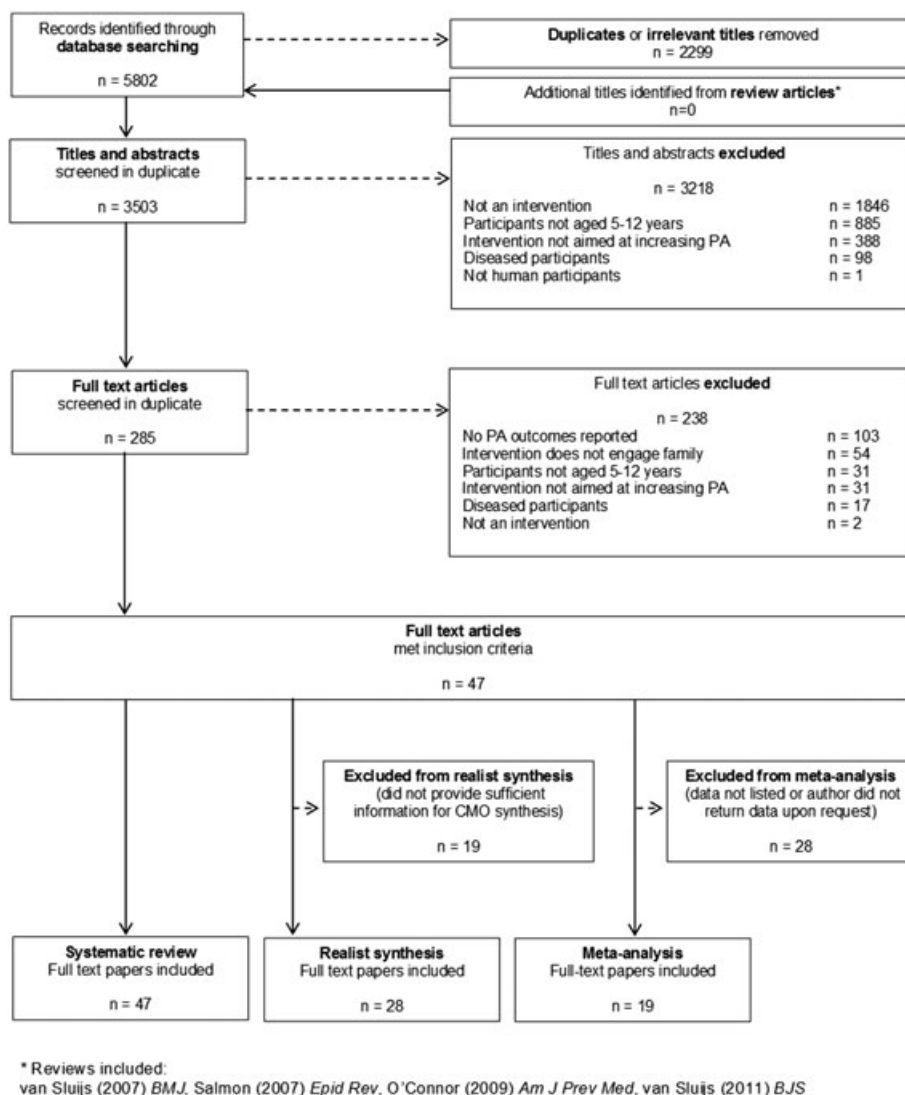 Records identified through
database searching
n = 5802
Duplicates or irrelevant titles removed
n = 2299
Additional titles identified from review articles*
n=0
Titles and abstracts
screened in duplicate
n = 3503
Titles and abstracts excluded
n = 3218
Not an intervention n = 1846
Participants not aged 5-12 years n = 885
Intervention not aimed at increasing PA n = 388
Diseased participants n = 98
Not human participants n = 1
Full text articles
screened in duplicate
n = 285
Full text articles excluded
n = 238
No PA outcomes reported n = 103
Intervention does not engage family n = 54
Participants not aged 5-12 years n = 31
Intervention not aimed at increasing PA n = 31
Diseased participants n = 17
Not an intervention n = 2
Full text articles
met inclusion criteria
n = 47
Excluded from realist synthesis
(did not provide sufficient
information for CMO synthesis)
n = 19
Excluded from meta-analysis
(data not listed or author did not
return data upon request)
n = 28
Systematic review
Full text papers included
n = 47
Realist synthesis
Full text papers included
n = 28
Meta-analysis
Full-text papers included
n = 19
* Reviews included:
van Sluijs (2007) BMJ, Salmon (2007) Epid Rev, O'Connor (2009) Am J Prev Med, van Sluijs (2011) BJS